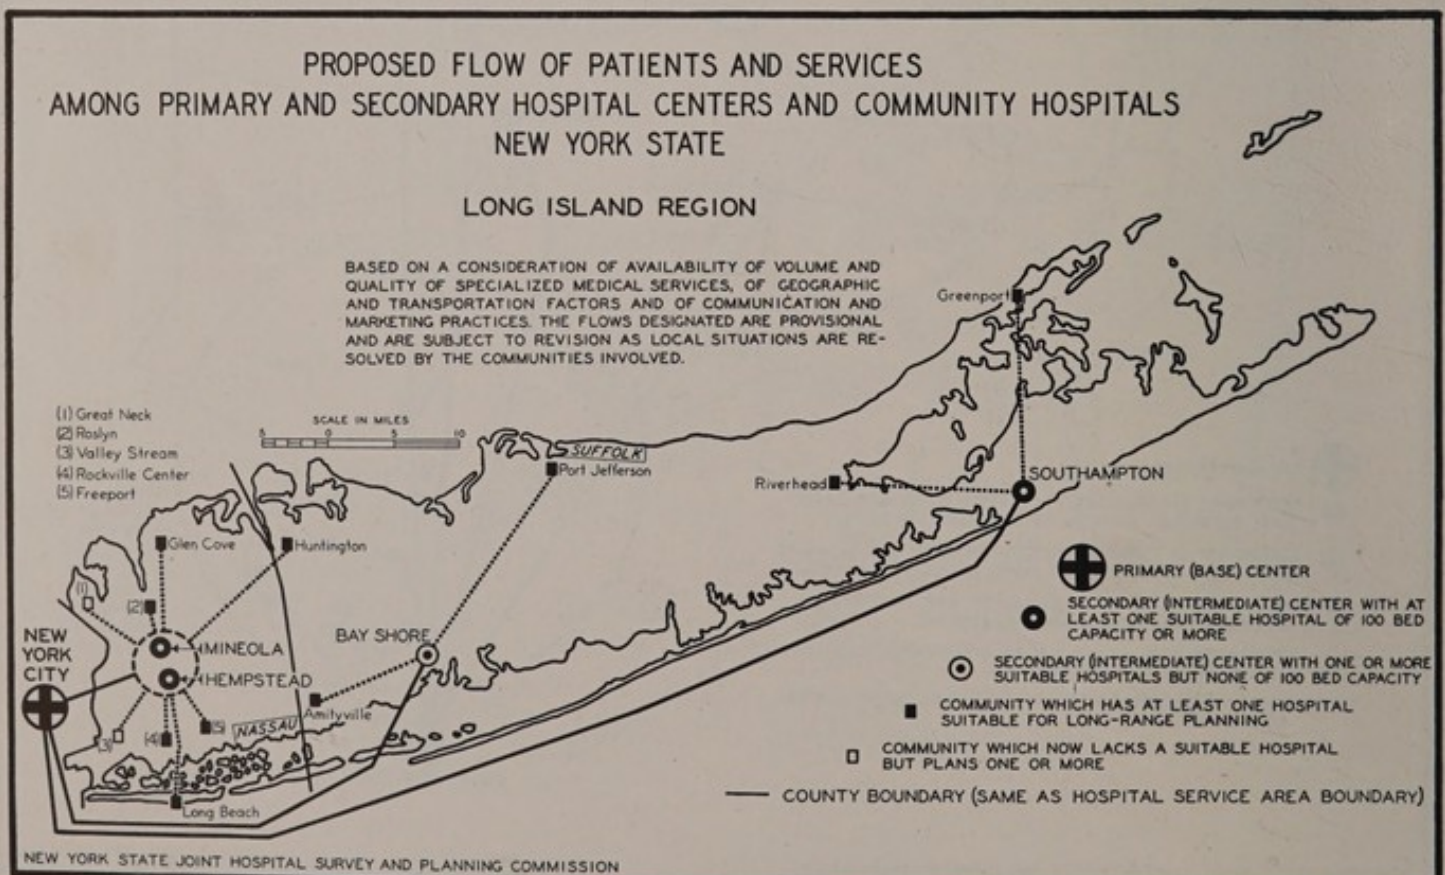 PROPOSED FLOW OF PATIENTS AND SERVICES
AMONG PRIMARY AND SECONDARY HOSPITAL CENTERS AND COMMUNITY HOSPITALS
NEW YORK STATE
LONG ISLAND REGION
BASED ON A CONSIDERATION OF AVAILABILITY OF VOLUME AND
QUALITY OF SPECIALIZED MEDICAL SERVICES, OF GEOGRAPHIC
AND TRANSPORTATION FACTORS AND OF COMMUNICATION AND
MARKETING PRACTICES. THE FLOWS DESIGNATED ARE PROVISIONAL
AND ARE SUBJECT TO REVISION AS LOCAL SITUATIONS ARE RE-
SOLVED BY THE COMMUNITIES INVOLVED.
Greenport
(1) Great Neck
(2) Roslyn
(3) Valley Stream
(4) Rockville Center
(5) Freeport
SCALE IN MILES
5 0 5 10
SUFFOLK
Port Jefferson
Riverhead
SOUTHAMPTON
Glen Cove
Huntington
(1)
(2)
MINEOLA
HEMPSTEAD
BAY SHORE
NEW
YORK
CITY
Amityville
NASSAU
(3)
(4)
(5)
Long Beach
PRIMARY (BASE) CENTER
SECONDARY (INTERMEDIATE) CENTER WITH AT
LEAST ONE SUITABLE HOSPITAL OF 100 BED
CAPACITY OR MORE
SECONDARY (INTERMEDIATE) CENTER WITH ONE OR MORE
SUITABLE HOSPITALS BUT NONE OF 100 BED CAPACITY
COMMUNITY WHICH HAS AT LEAST ONE HOSPITAL
SUITABLE FOR LONG-RANGE PLANNING
COMMUNITY WHICH NOW LACKS A SUITABLE HOSPITAL
BUT PLANS ONE OR MORE
COUNTY BOUNDARY (SAME AS HOSPITAL SERVICE AREA BOUNDARY)
NEW YORK STATE JOINT HOSPITAL SURVEY AND PLANNING COMMISSION